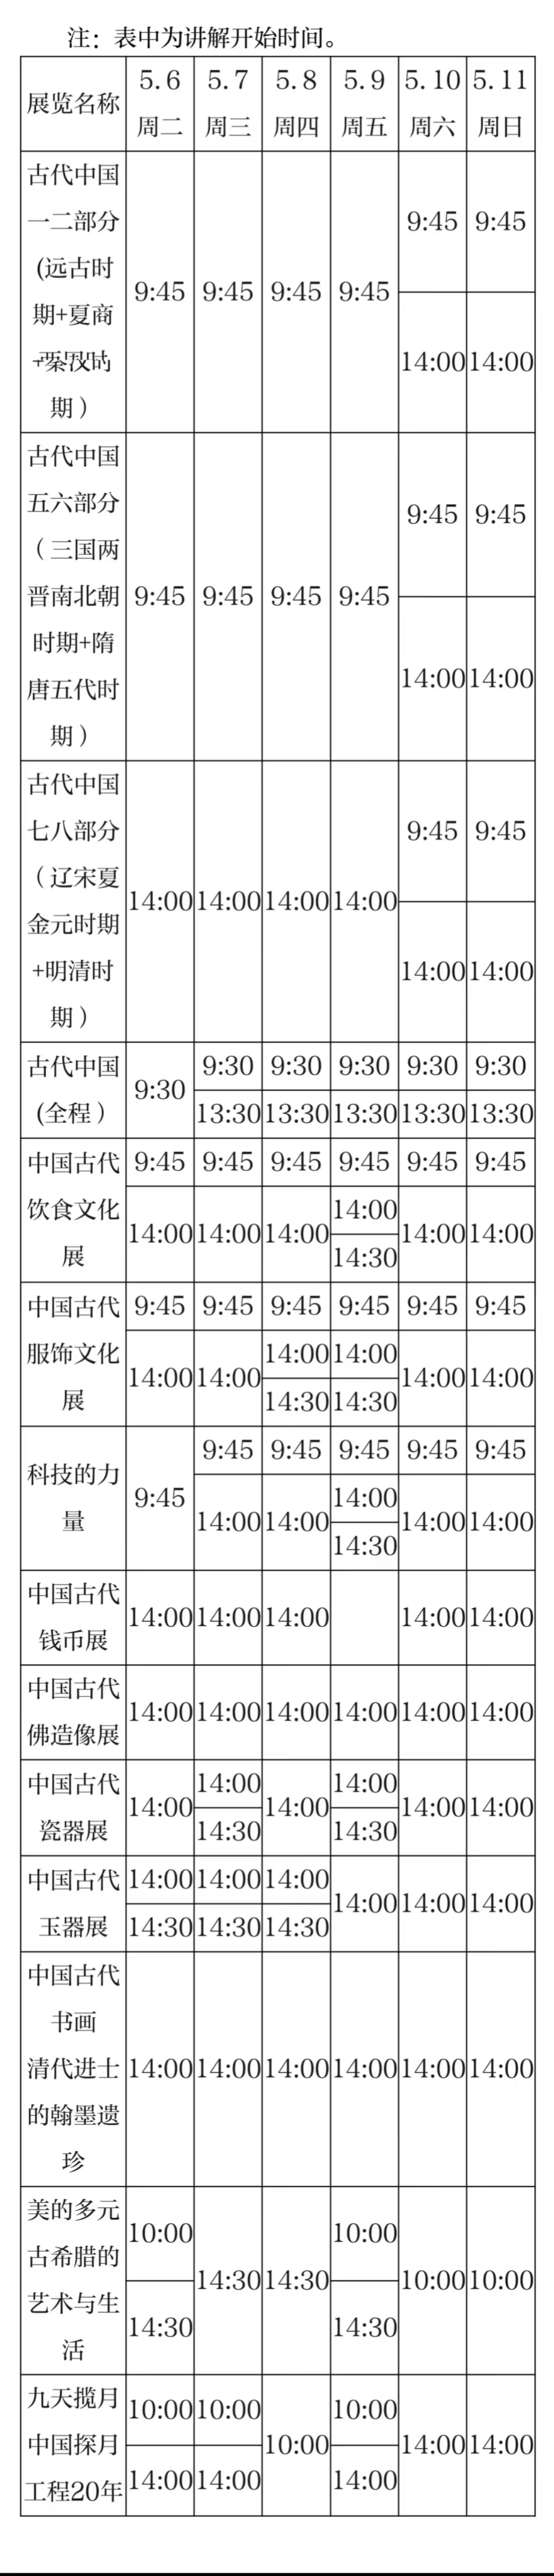 注：表中为讲解开始时间。
展览名称
5.6 5.7 5.8 5.9 5.10 5.11
周二 周三 周四 周五 周六 周日
古代中国
一二部分
(远古时
期+夏商
期）
9:45 9:45 9:45 9:45
9:45 9:45
14:00 14:00
古代中国
五六部分
（三国两
晋南北朝
时期+隋
唐五代时
期）
9:45 9:45 9:45 9:45
9:45 9:45
14:00 14:00
古代中国
七八部分
（辽宋夏
金元时期
+明清时
期）
14:00 14:00 14:00 14:00
9:45 9:45
14:00 14:00
古代中国
(全程）
9:30
9:30 9:30 9:30 9:30 9:30
13:30 13:30 13:30 13:30 13:30
中国古代
饮食文化
展
9:45 9:45 9:45 9:45 9:45 9:45
14:00 14:00 14:00 14:00 14:00 14:00
14:30
中国古代
服饰文化
展
9:45 9:45 9:45 9:45 9:45 9:45
14:00 14:00 14:00 14:00 14:00 14:00
14:30 14:30
科技的力
量
9:45
9:45 9:45 9:45 9:45 9:45
14:00 14:00 14:00 14:00 14:00
14:30
中国古代
钱币展
14:00 14:00 14:00 14:00 14:00
中国古代
佛造像展
14:00 14:00 14:00 14:00 14:00 14:00
中国古代
瓷器展
14:00 14:00 14:00 14:00 14:00 14:00
14:30 14:30
中国古代
玉器展
14:00 14:00 14:00 14:00 14:00 14:00
14:30 14:30 14:30
中国古代
书画
清代进士
的翰墨遗
珍
14:00 14:00 14:00 14:00 14:00 14:00
美的多元
古希腊的
艺术与生
活
10:00 14:30 14:30 10:00 10:00 10:00
14:30 14:30
九天揽月
中国探月
工程20年
10:00 10:00 10:00 10:00 14:00 14:00
14:00 14:00 14:00